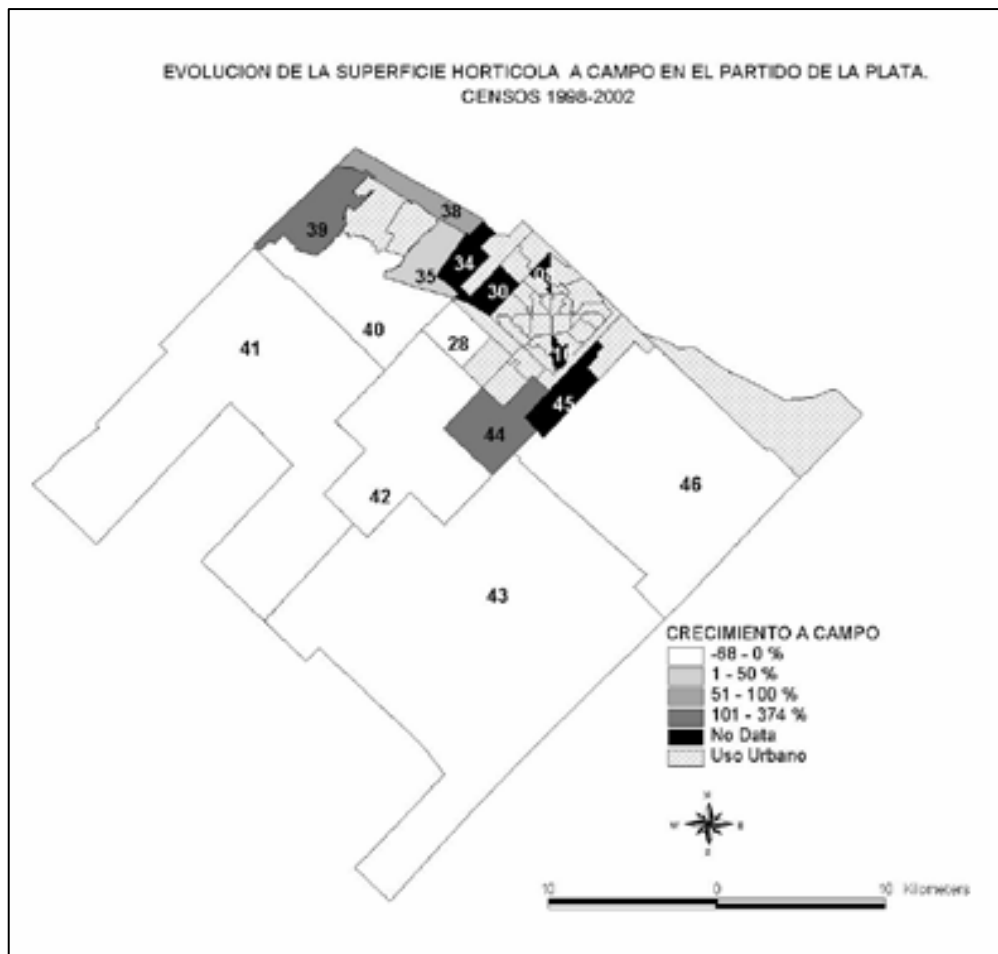 EVOLUCION DE LA SUPERFICIE HORTICOLA A CAMPO EN EL PARTIDO DE LA PLATA.
CENSOS 1998-2002
38
39
34
35
30
40
28
41
45
44
46
42
43
CRECIMIENTO A CAMPO
-68 - 0 %
1 - 50 %
51 - 100 %
101 - 374 %
No Data
Uso Urbano
10 0 10 Kilometers